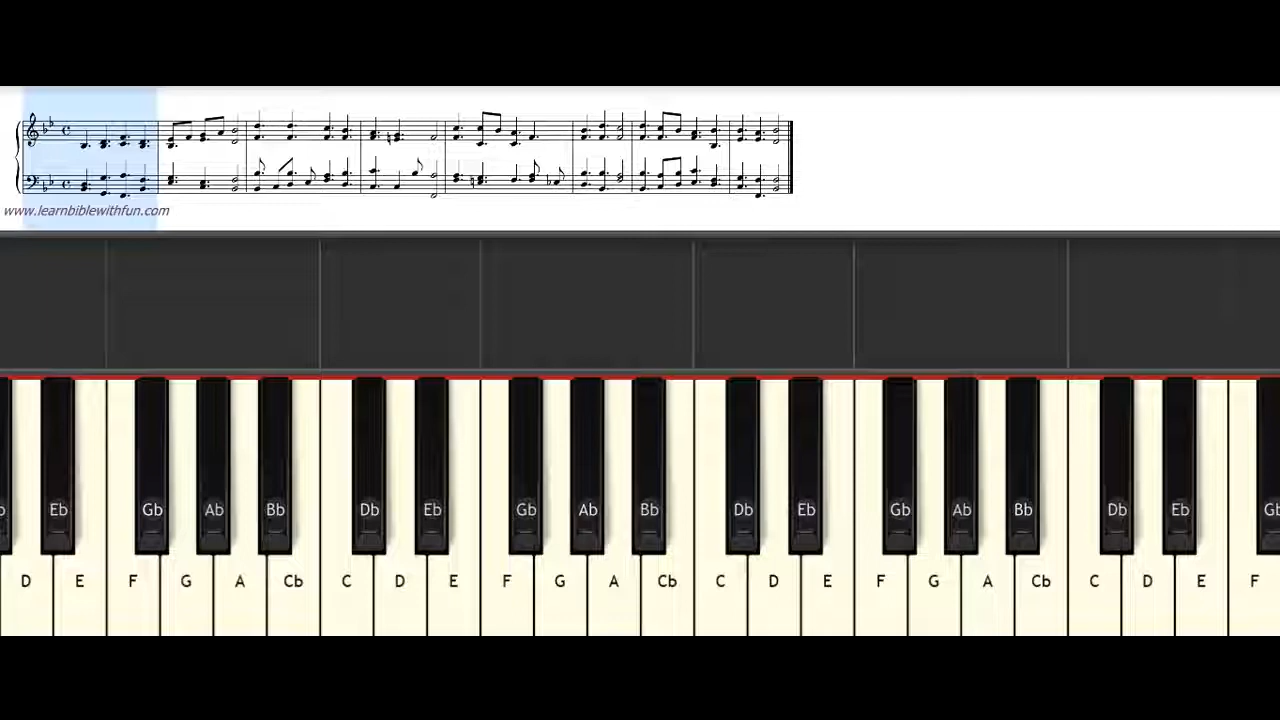 www.learnbiblewithfun.com
Eb Gb Ab Bb Db Eb Gb Ab Bb Db Eb Gb Ab Bb Db Eb Gb
D E F G A Cb C D E F G A Cb C D E F G A Cb C D E F